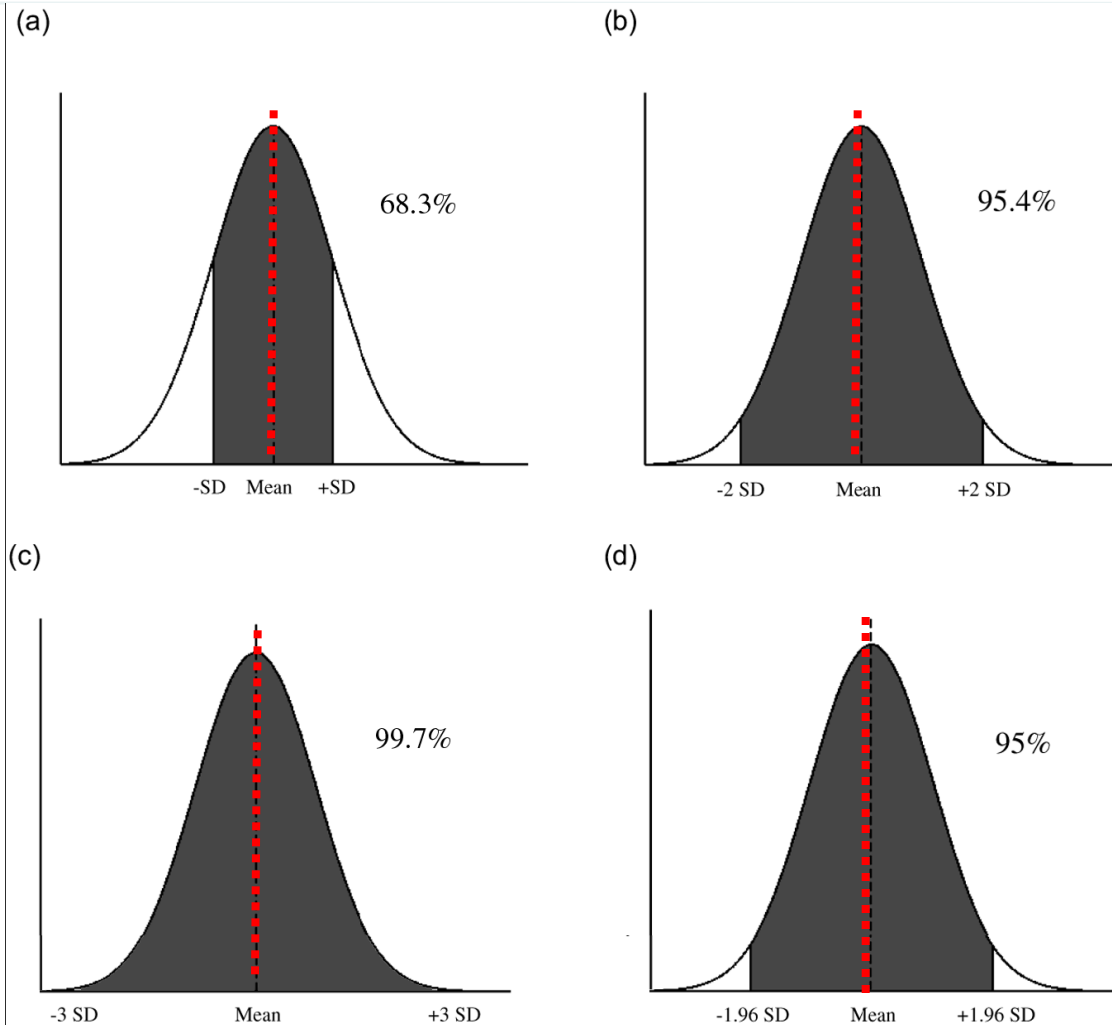 (a)
68.3%
-SD Mean +SD
(b)
95.4%
-2 SD Mean +2 SD
(c)
99.7%
-3 SD Mean +3 SD
(d)
95%
-1.96 SD Mean +1.96 SD